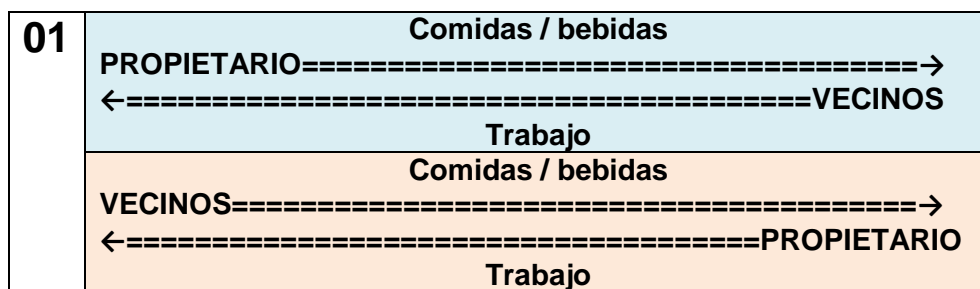 01
Comidas / bebidas
PROPIETARIO====================================→
←========================================VECINOS
Trabajo
Comidas / bebidas
VECINOS========================================→
←=====================================PROPIETARIO
Trabajo